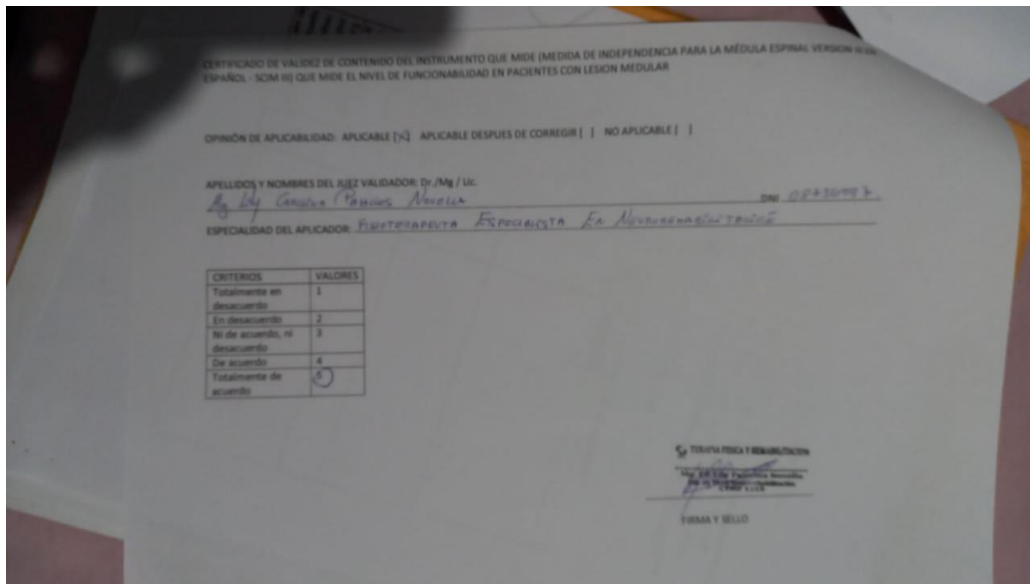 CERTIFICADO DE VALIDEZ DE CONTENIDO DEL INSTRUMENTO QUE MIDE (MEDIDA DE INDEPENDENCIA PARA LA MÉDULA ESPINAL VERSION III EN
ESPAÑOL - SCIM III) QUE MIDE EL NIVEL DE FUNCIONABILIDAD EN PACIENTES CON LESION MEDULAR
OPINIÓN DE APLICABILIDAD: APLICABLE [X] APLICABLE DESPUES DE CORREGIR [ ] NO APLICABLE [ ]
APELLIDOS Y NOMBRES DEL JUEZ VALIDADOR: Dr./Mg / Lic.
Mg Carolina Novella DNI
ESPECIALIDAD DEL APLICADOR: FISIOTERAPEUTA ESPECIALISTA EN NEUROREHABILITACIÓN
CRITERIOS VALORES
Totalmente en desacuerdo 1
En desacuerdo 2
Ni de acuerdo, ni desacuerdo 3
De acuerdo 4
Totalmente de acuerdo 5
TERAPIA FISICA Y REHABILITACION
FIRMA Y SELLO